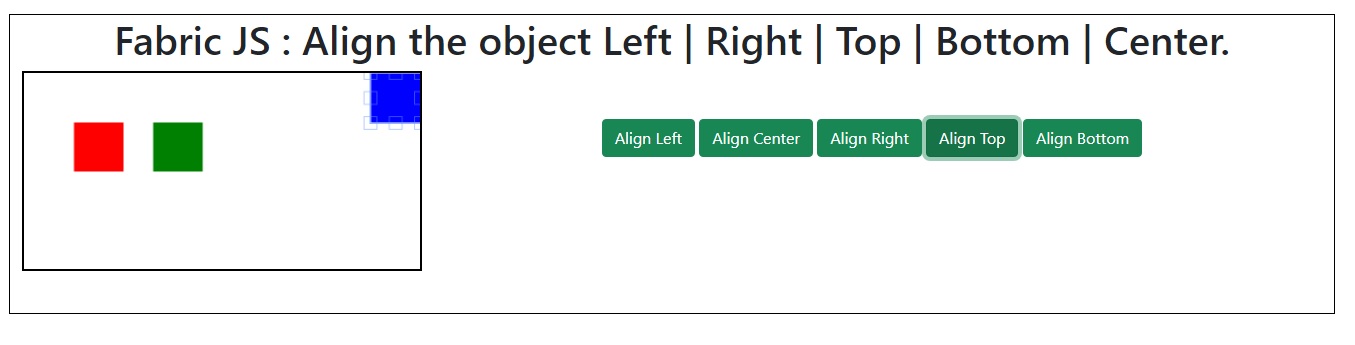 Fabric JS : Align the object Left | Right | Top | Bottom | Center.
Align Left Align Center Align Right Align Top Align Bottom